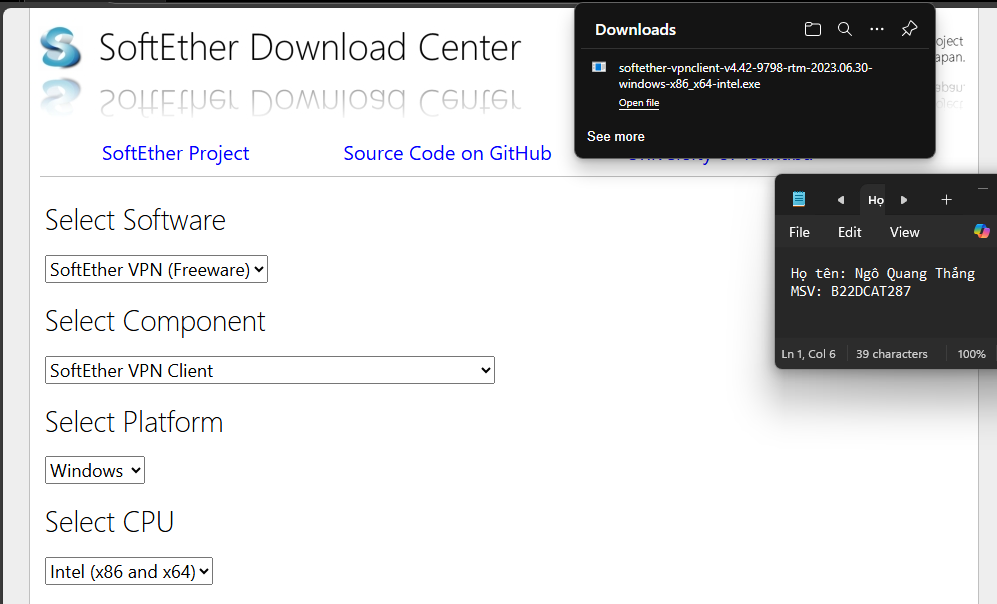 SoftEther Download Center
SoftEther Project
Source Code on GitHub
Downloads
softether-vpnclient-v4.42-9798-rtm-2023.06.30-
windows-x86_x64-intel.exe
Open file
See more
Select Software
SoftEther VPN (Freeware)
Select Component
SoftEther VPN Client
Select Platform
Windows
Select CPU
Intel (x86 and x64)
Họ
File Edit View
Họ tên: Ngô Quang Thắng
MSV: B22DCAT287
Ln 1, Col 6 39 characters 100%